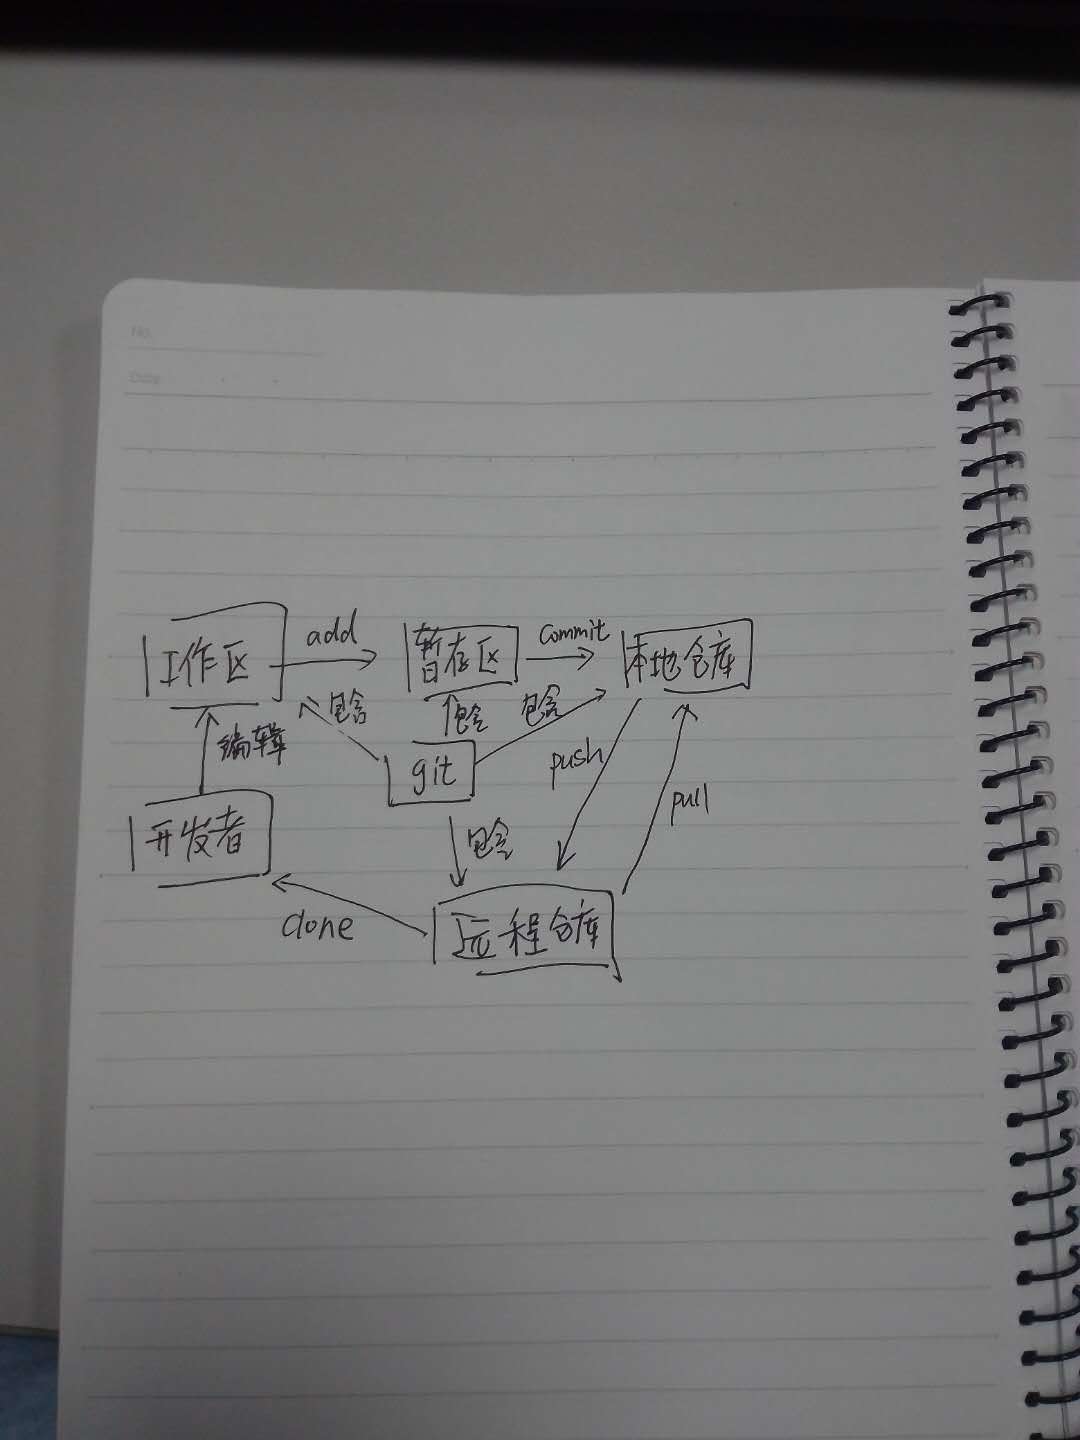 No.
Date
工作区
add
暂存区
commit
本地仓库
包含
包含
包含
编辑
git
push
pull
开发者
包含
clone
远程仓库